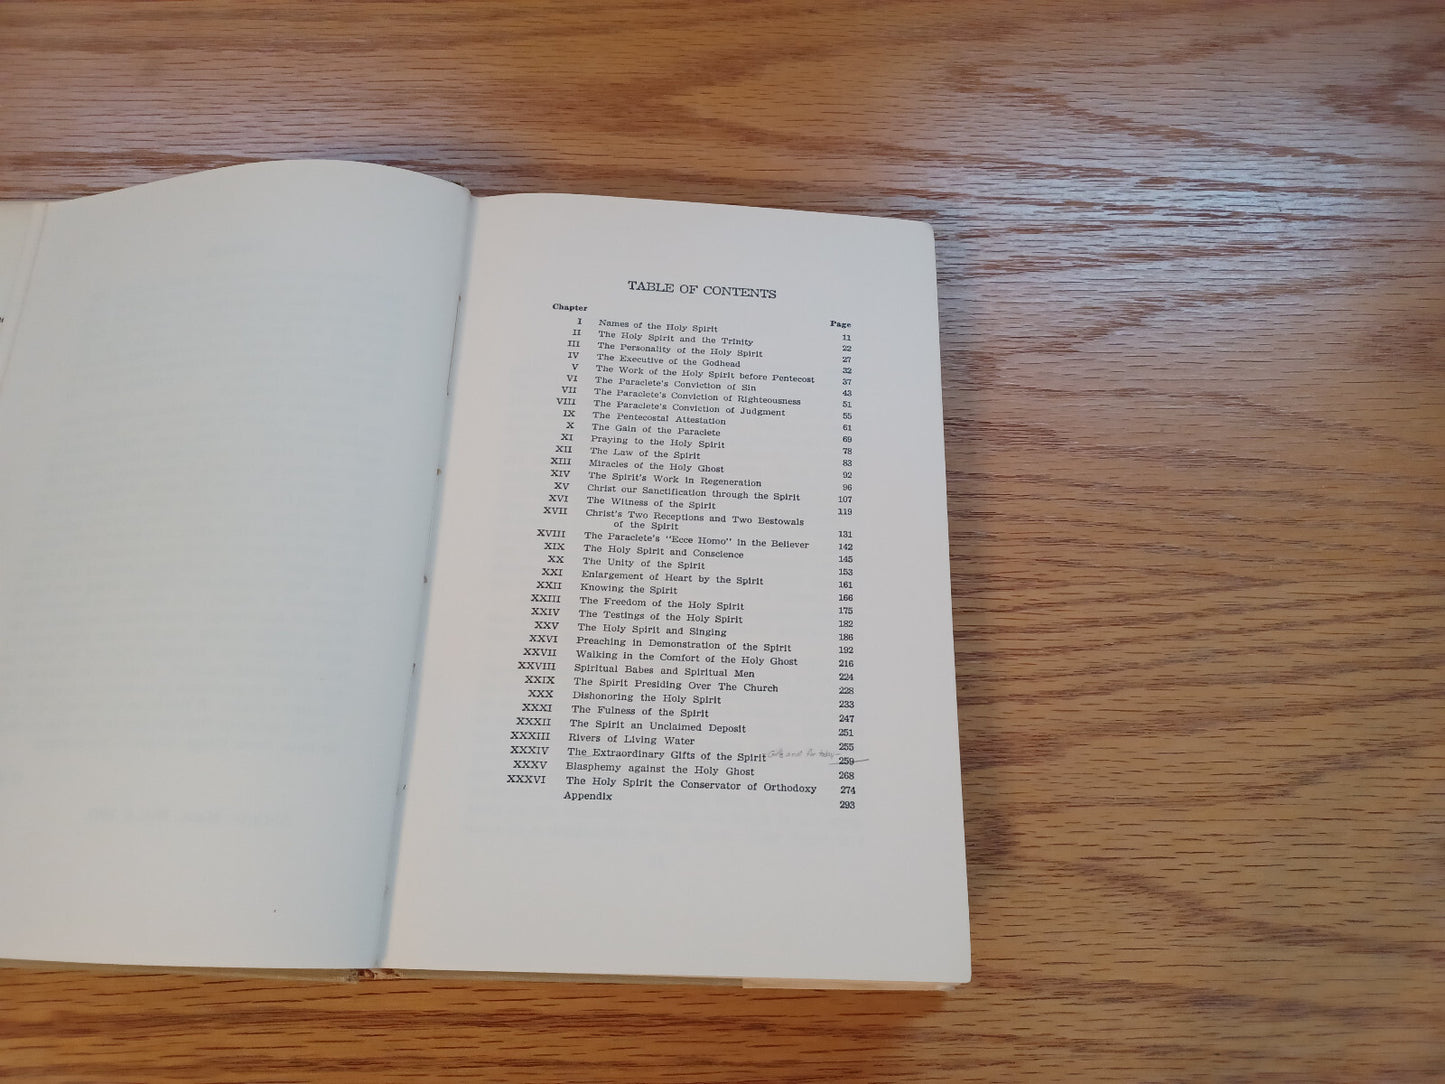 TABLE OF CONTENTS
Chapter Page
I Names of the Holy Spirit 11
II The Holy Spirit and the Trinity 22
III The Personality of the Holy Spirit 27
IV The Executive of the Godhead 32
V The Work of the Holy Spirit before Pentecost 37
VI The Paraclete's Conviction of Sin 43
VII The Paraclete's Conviction of Righteousness 51
VIII The Paraclete's Conviction of Judgment 55
IX The Pentecostal Attestation 61
X The Gain of the Paraclete 69
XI Praying to the Holy Spirit 78
XII The Law of the Spirit 83
XIII Miracles of the Holy Ghost 92
XIV The Spirit's Work in Regeneration 96
XV Christ our Sanctification through the Spirit 107
XVI The Witness of the Spirit 119
XVII Christ's Two Receptions and Two Bestowals
of the Spirit 131
XVIII The Paraclete's "Ecce Homo" in the Believer 142
XIX The Holy Spirit and Conscience 145
XX The Unity of the Spirit 153
XXI Enlargement of Heart by the Spirit 161
XXII Knowing the Spirit 166
XXIII The Freedom of the Holy Spirit 175
XXIV The Testings of the Holy Spirit 182
XXV The Holy Spirit and Singing 186
XXVI Preaching in Demonstration of the Spirit 192
XXVII Walking in the Comfort of the Holy Ghost 216
XXVIII Spiritual Babes and Spiritual Men 224
XXIX The Spirit Presiding Over The Church 228
XXX Dishonoring the Holy Spirit 233
XXXI The Fulness of the Spirit 247
XXXII The Spirit an Unclaimed Deposit 251
XXXIII Rivers of Living Water 255
XXXIV The Extraordinary Gifts of the Spirit 259
XXXV Blasphemy against the Holy Ghost 268
XXXVI The Holy Spirit the Conservator of Orthodoxy 274
Appendix 293